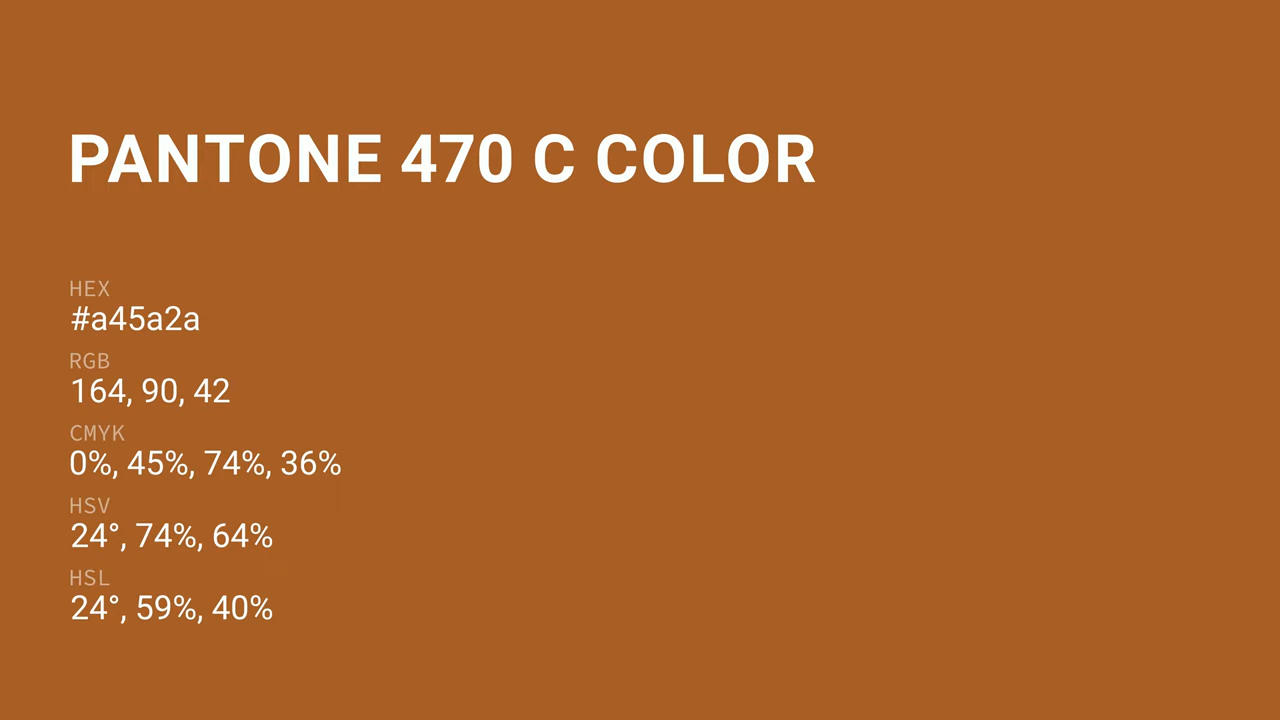 PANTONE 470 C COLOR
HEX
#a45a2a
RGB
164, 90, 42
CMYK
0%, 45%, 74%, 36%
HSV
24°, 74%, 64%
HSL
24°, 59%, 40%